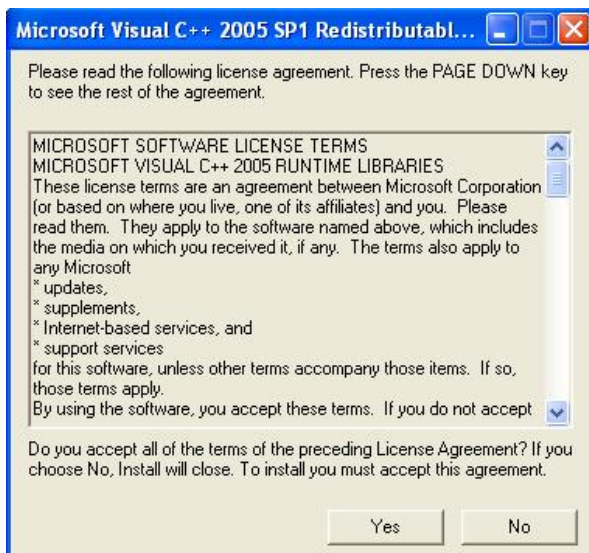 Microsoft Visual C++ 2005 SP1 Redistributabl...
Please read the following license agreement. Press the PAGE DOWN key
to see the rest of the agreement.
MICROSOFT SOFTWARE LICENSE TERMS
MICROSOFT VISUAL C++ 2005 RUNTIME LIBRARIES
These license terms are an agreement between Microsoft Corporation
(or based on where you live, one of its affiliates) and you.  Please
read them.  They apply to the software named above, which includes
the media on which you received it, if any.  The terms also apply to
any Microsoft
* updates,
* supplements,
* Internet-based services, and
* support services
for this software, unless other terms accompany those items.  If so,
those terms apply.
By using the software, you accept these terms.  If you do not accept
Do you accept all of the terms of the preceding License Agreement? If you
choose No, Install will close. To install you must accept this agreement.
Yes
No